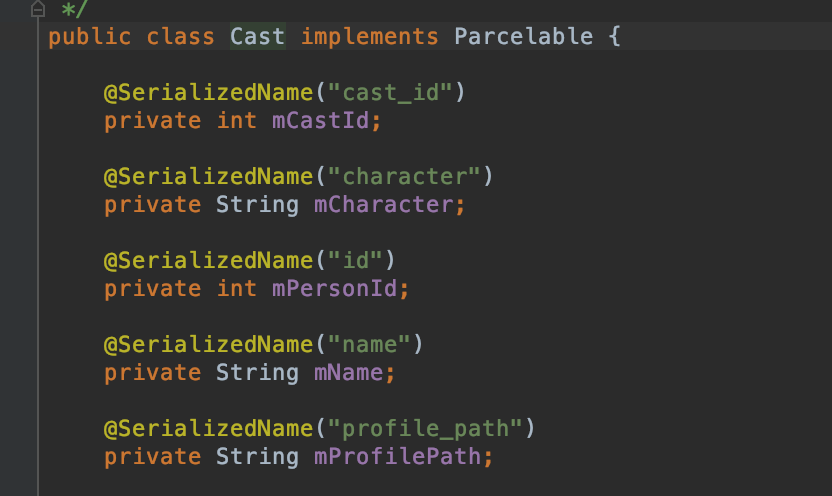 */
public class Cast implements Parcelable {
@SerializedName("cast_id")
private int mCastId;
@SerializedName("character")
private String mCharacter;
@SerializedName("id")
private int mPersonId;
@SerializedName("name")
private String mName;
@SerializedName("profile_path")
private String mProfilePath;